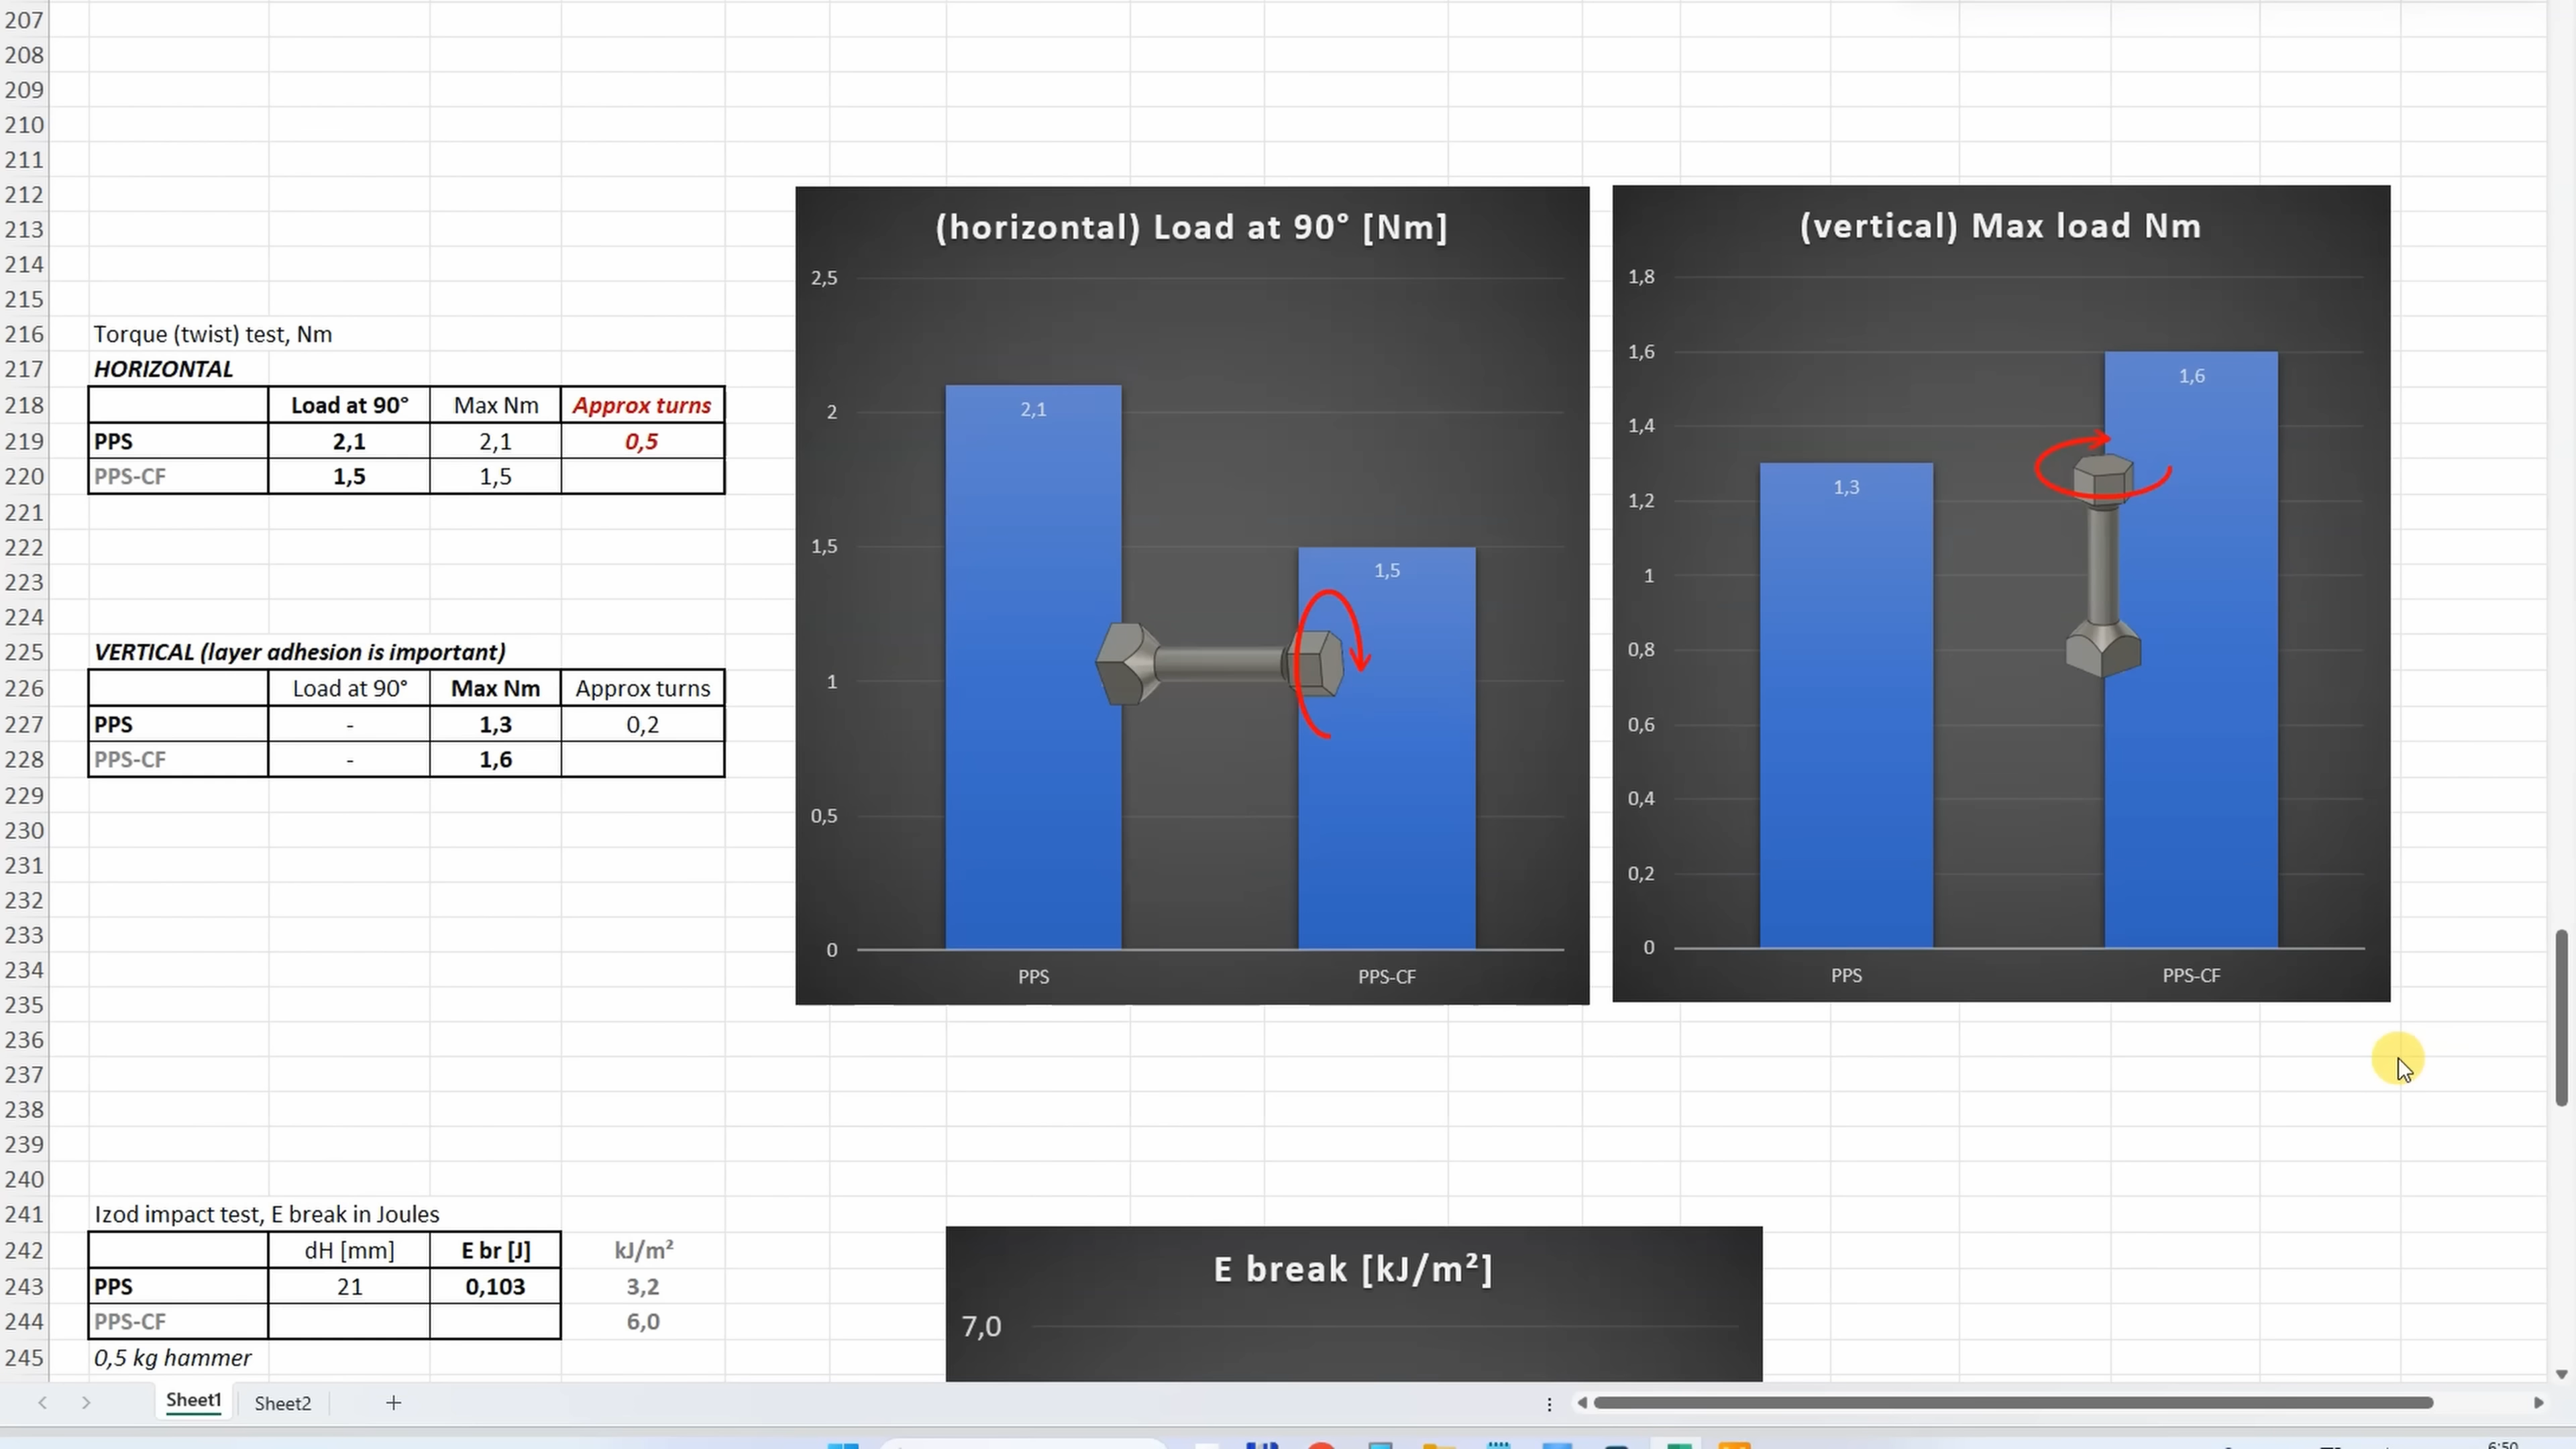 207
208
209
210
211
212
213
214
215
216 Torque (twist) test, Nm
217 HORIZONTAL
218 Load at 90° Max Nm Approx turns
219 PPS 2,1 2,1 0,5
220 PPS-CF 1,5 1,5
221
222
223
224
225 VERTICAL (layer adhesion is important)
226 Load at 90° Max Nm Approx turns
227 PPS - 1,3 0,2
228 PPS-CF - 1,6
229
230
231
232
233
234
235
236
237
238
239
240
241 Izod impact test, E break in Joules
242 dH [mm] E br [J] kJ/m²
243 PPS 21 0,103 3,2
244 PPS-CF 6,0
245 0,5 kg hammer
(horizontal) Load at 90° [Nm]
2,5
2
1,5
1
0,5
0
2,1
1,5
PPS PPS-CF
(vertical) Max load Nm
1,8
1,6
1,4
1,2
1
0,8
0,6
0,4
0,2
0
1,3
1,6
PPS PPS-CF
E break [kJ/m²]
7,0
Sheet1 Sheet2 +